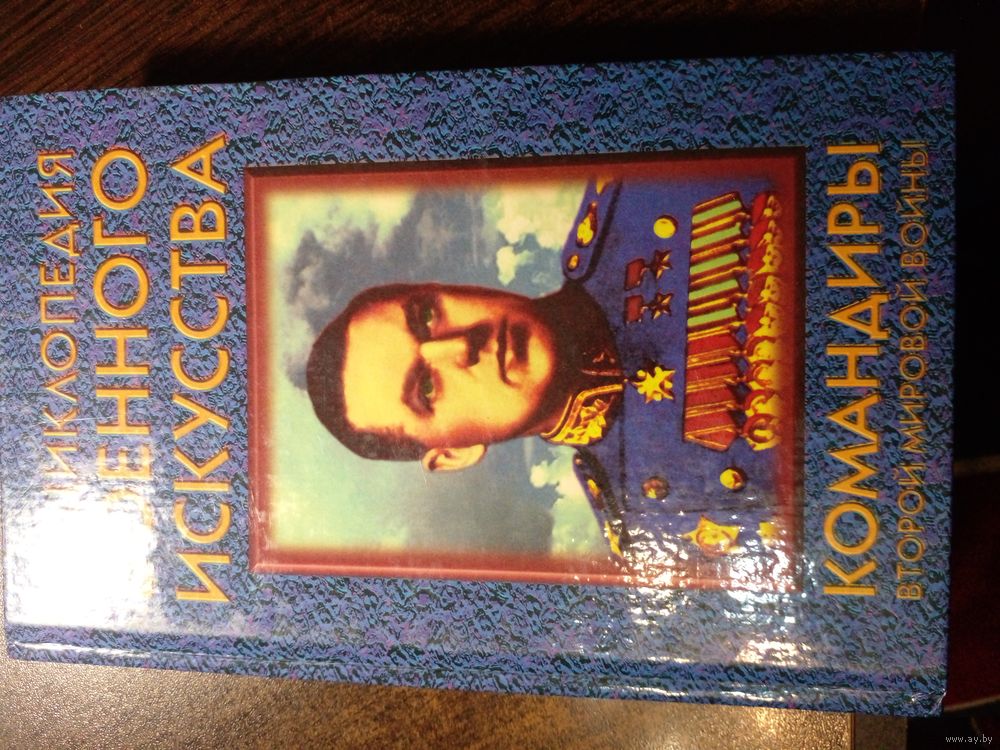 ИКЛОПЕДИЯ
ЕННОГО
ИСКУССТВА
КОМАНДИРЫ
ВТОРОЙ МИРОВОЙ ВОЙНЫ
www.ay.by